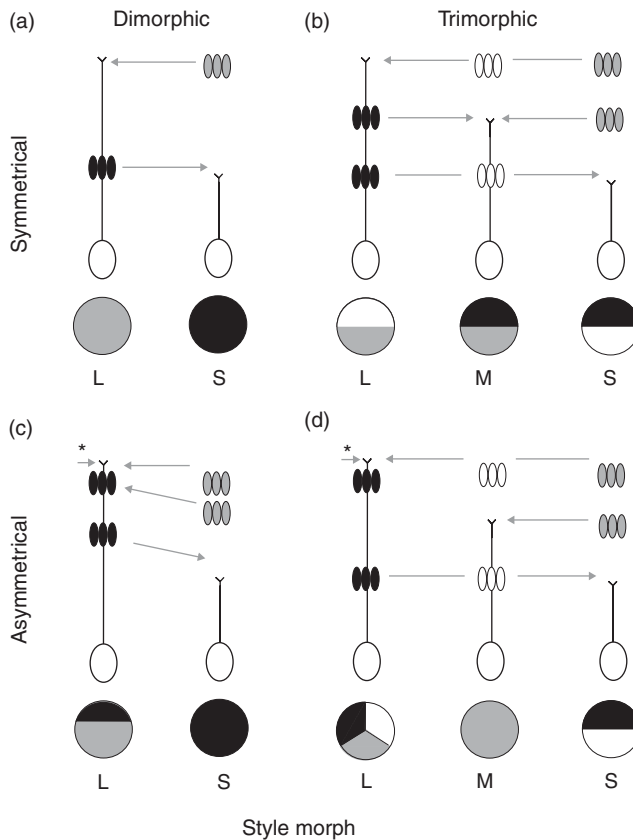 (a) Dimorphic (b) Trimorphic
Symmetrical
L S L M S
(c) (d)
* *
Asymmetrical
L S L M S
Style morph